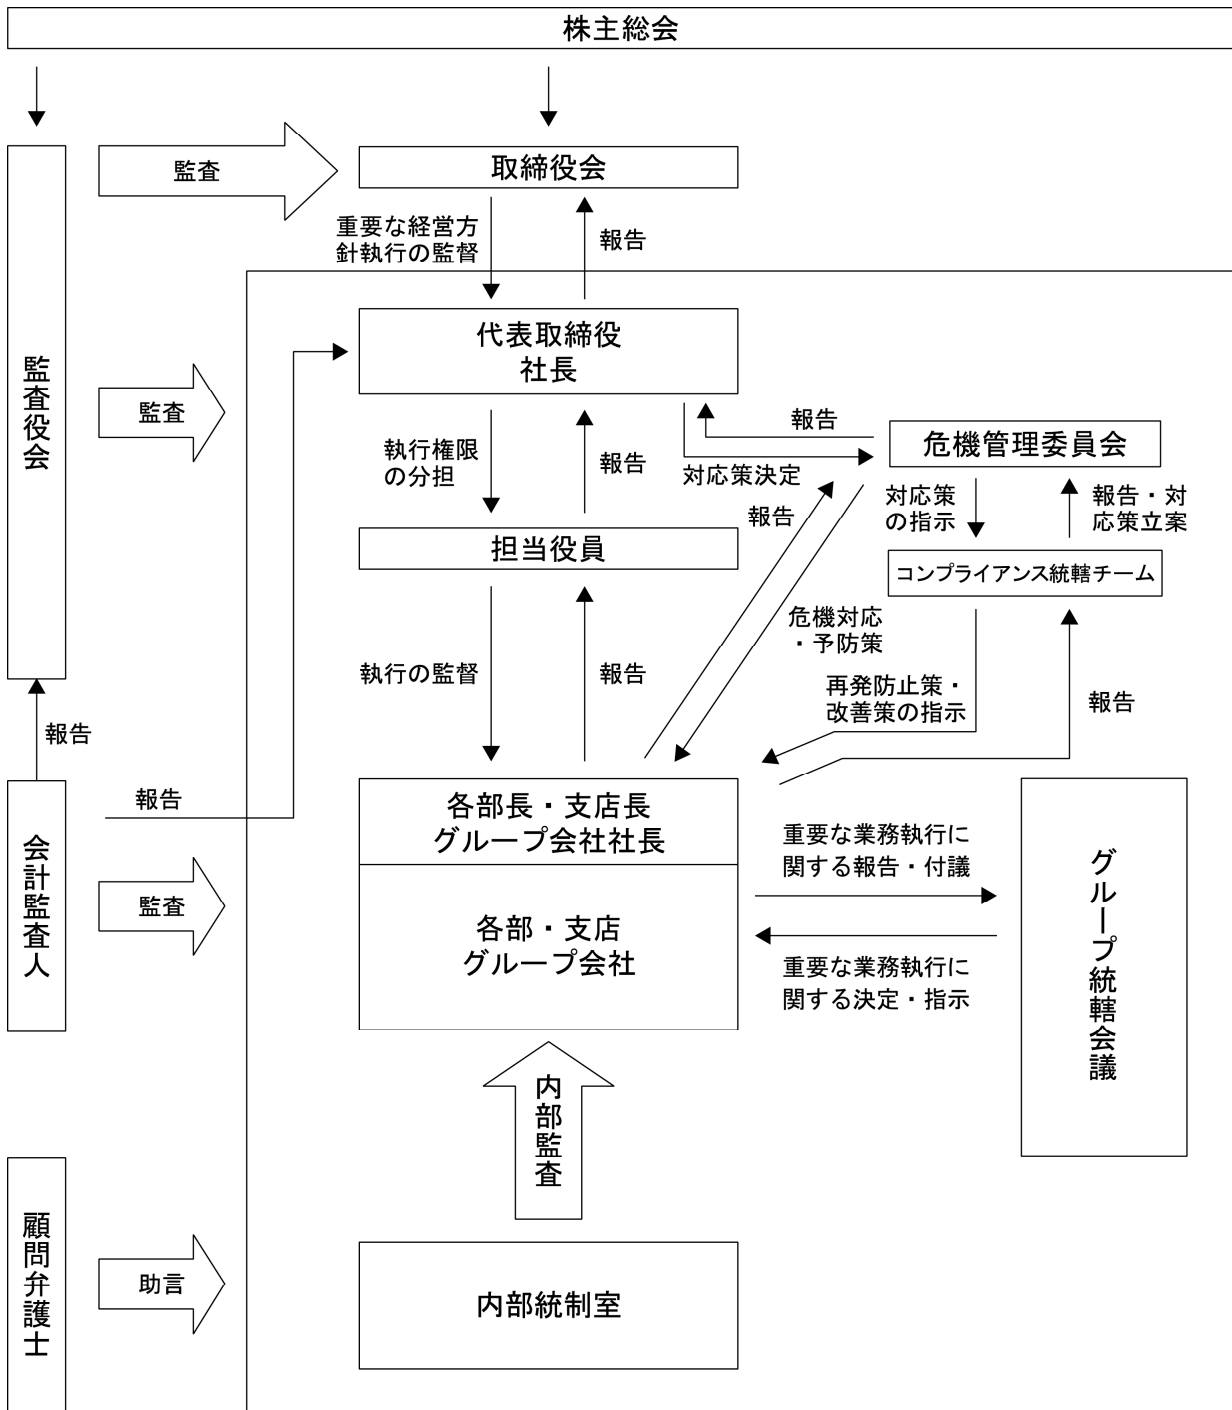 株主総会
監査
取締役会
重要な経営方
針執行の監督
報告
監査役会
代表取締役
社長
監査
執行権限
の分担
報告
報告
対応策決定
危機管理委員会
報告
対応策
の指示
報告・対
応策立案
担当役員
コンプライアンス統轄チーム
執行の監督
報告
危機対応
・予防策
再発防止策・
改善策の指示
報告
報告
報告
会計監査人
監査
各部長・支店長
グループ会社社長
各部・支店
グループ会社
重要な業務執行に
関する報告・付議
重要な業務執行に
関する決定・指示
グループ統轄会議
内部監査
顧問弁護士
助言
内部統制室